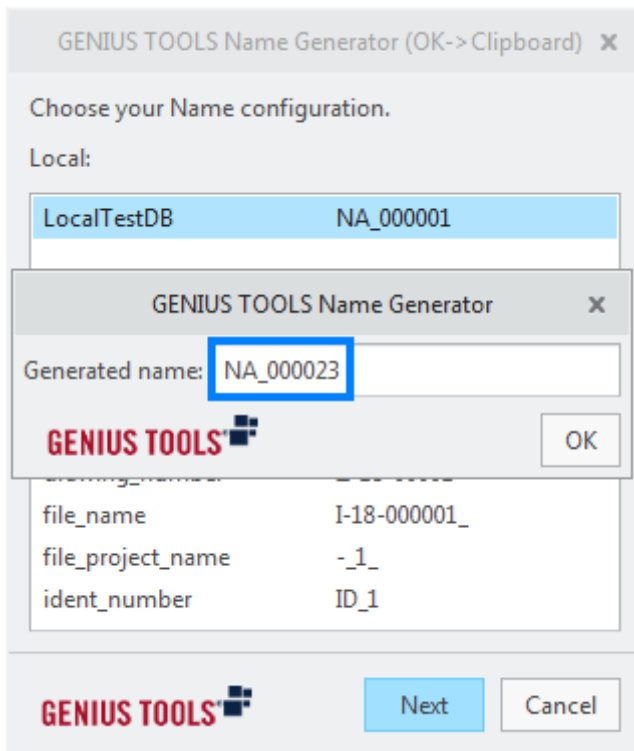 GENIUS TOOLS Name Generator (OK->Clipboard) x
Choose your Name configuration.
Local:
LocalTestDB NA_000001
GENIUS TOOLS Name Generator x
Generated name: NA_000023
GENIUS TOOLS OK
file_name I-18-000001_
file_project_name -_1_
ident_number ID_1
GENIUS TOOLS Next Cancel